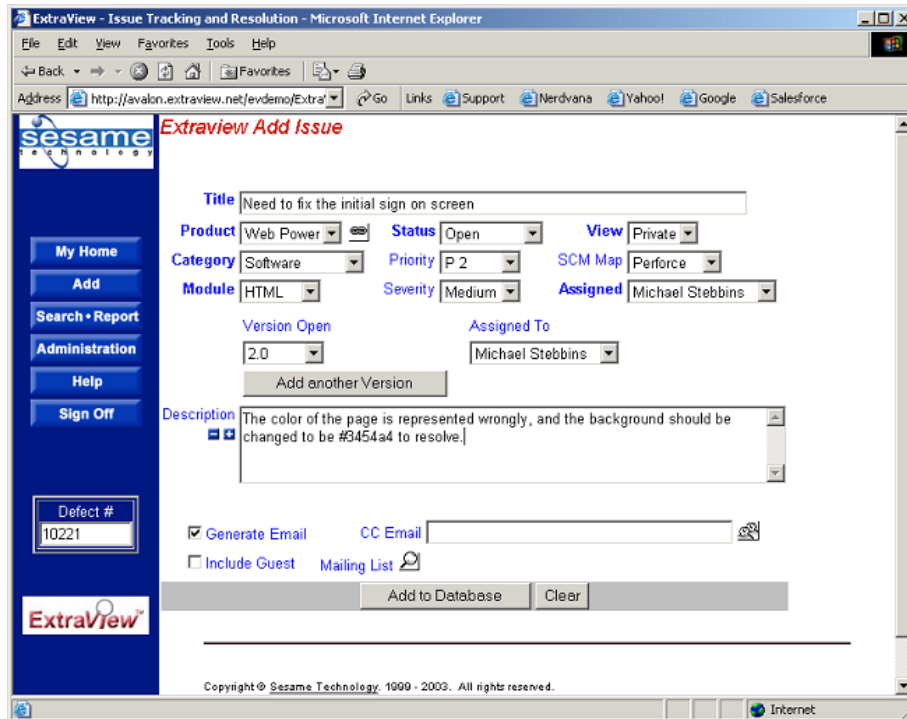 ExtraView - Issue Tracking and Resolution - Microsoft Internet Explorer
File Edit View Favorites Tools Help
Back Favorites
Address http://avalon.extraview.net/evdemo/Extra Go Links Support Nerdvana Yahoo! Google Salesforce
sesame
technology
Extraview Add Issue
Title Need to fix the initial sign on screen
Product Web Power Status Open View Private
My Home
Category Software Priority P 2 SCM Map Perforce
Add
Module HTML Severity Medium Assigned Michael Stebbins
Search • Report
Version Open Assigned To
Administration
2.0 Michael Stebbins
Help
Add another Version
Sign Off
Description The color of the page is represented wrongly, and the background should be
changed to be #3454a4 to resolve.
Defect #
10221
Generate Email CC Email
Include Guest Mailing List
Add to Database Clear
ExtraView™
Copyright © Sesame Technology. 1999 - 2003. All rights reserved.
Internet